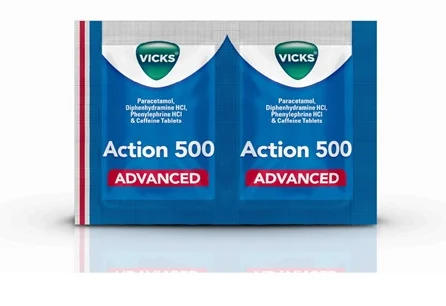 VICKS
Paracetamol,
Diphenhydramine HCl,
Phenylephrine HCl
& Caffeine Tablets
Action 500
ADVANCED
VICKS
Paracetamol,
Diphenhydramine HCl,
Phenylephrine HCl
& Caffeine Tablets
Action 500
ADVANCED